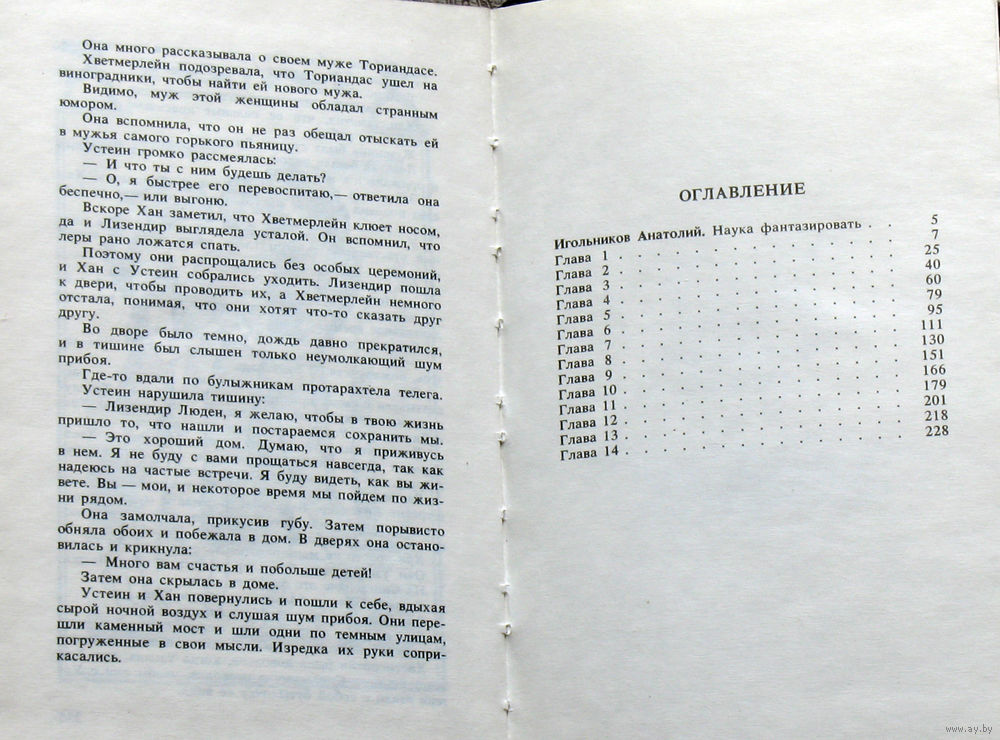 Она много рассказывала о своем муже Ториандасе.
Хветмерлейн подозревала, что Ториандас ушел на
виноградники, чтобы найти ей нового мужа.
Видимо, муж этой женщины обладал странным
юмором.
Она вспомнила, что он не раз обещал отыскать ей
в мужья самого горького пьяницу.
Устеин громко рассмеялась:
— И что ты с ним будешь делать?
— О, я быстрее его перевоспитаю,— ответила она
беспечно,— или выгоню.
Вскоре Хан заметил, что Хветмерлейн клюет носом,
да и Лизендир выглядела усталой. Он вспомнил, что
леры рано ложатся спать.
Поэтому они распрощались без особых церемоний,
и Хан с Устеин собрались уходить. Лизендир пошла
к двери, чтобы проводить их, а Хветмерлейн немного
отстала, понимая, что они хотят что-то сказать друг
другу.
Во дворе было темно, дождь давно прекратился,
и в тишине был слышен только неумолкающий шум
прибоя.
Где-то вдали по булыжникам протарахтела телега.
Устеин нарушила тишину:
— Лизендир Люден, я желаю, чтобы в твою жизнь
пришло то, что нашли и постараемся сохранить мы.
— Это хороший дом. Думаю, что я приживусь
в нем. Я не буду с вами прощаться навсегда, так как
надеюсь на частые встречи. Я буду видеть, как вы жи-
вете. Вы — мои, и некоторое время мы пойдем по жиз-
ни рядом.
Она замолчала, прикусив губу. Затем порывисто
обняла обоих и побежала в дом. В дверях она остано-
вилась и крикнула:
— Много вам счастья и побольше детей!
Затем она скрылась в доме.
Устеин и Хан повернулись и пошли к себе, вдыхая
сырой ночной воздух и слушая шум прибоя. Они пере-
шли каменный мост и шли одни по темным улицам,
погруженные в свои мысли. Изредка их руки сопри-
касались.
ОГЛАВЛЕНИЕ
Игольников Анатолий. Наука фантазировать . . 5
Глава 1 . . . . . . . . . . . . . 7
Глава 2 . . . . . . . . . . . . . 25
Глава 3 . . . . . . . . . . . . . 40
Глава 4 . . . . . . . . . . . . . 60
Глава 5 . . . . . . . . . . . . . 79
Глава 6 . . . . . . . . . . . . . 95
Глава 7 . . . . . . . . . . . . . 111
Глава 8 . . . . . . . . . . . . . 130
Глава 9 . . . . . . . . . . . . . 151
Глава 10 . . . . . . . . . . . . . 166
Глава 11 . . . . . . . . . . . . . 179
Глава 12 . . . . . . . . . . . . . 201
Глава 13 . . . . . . . . . . . . . 218
Глава 14 . . . . . . . . . . . . . 228
www.ay.by